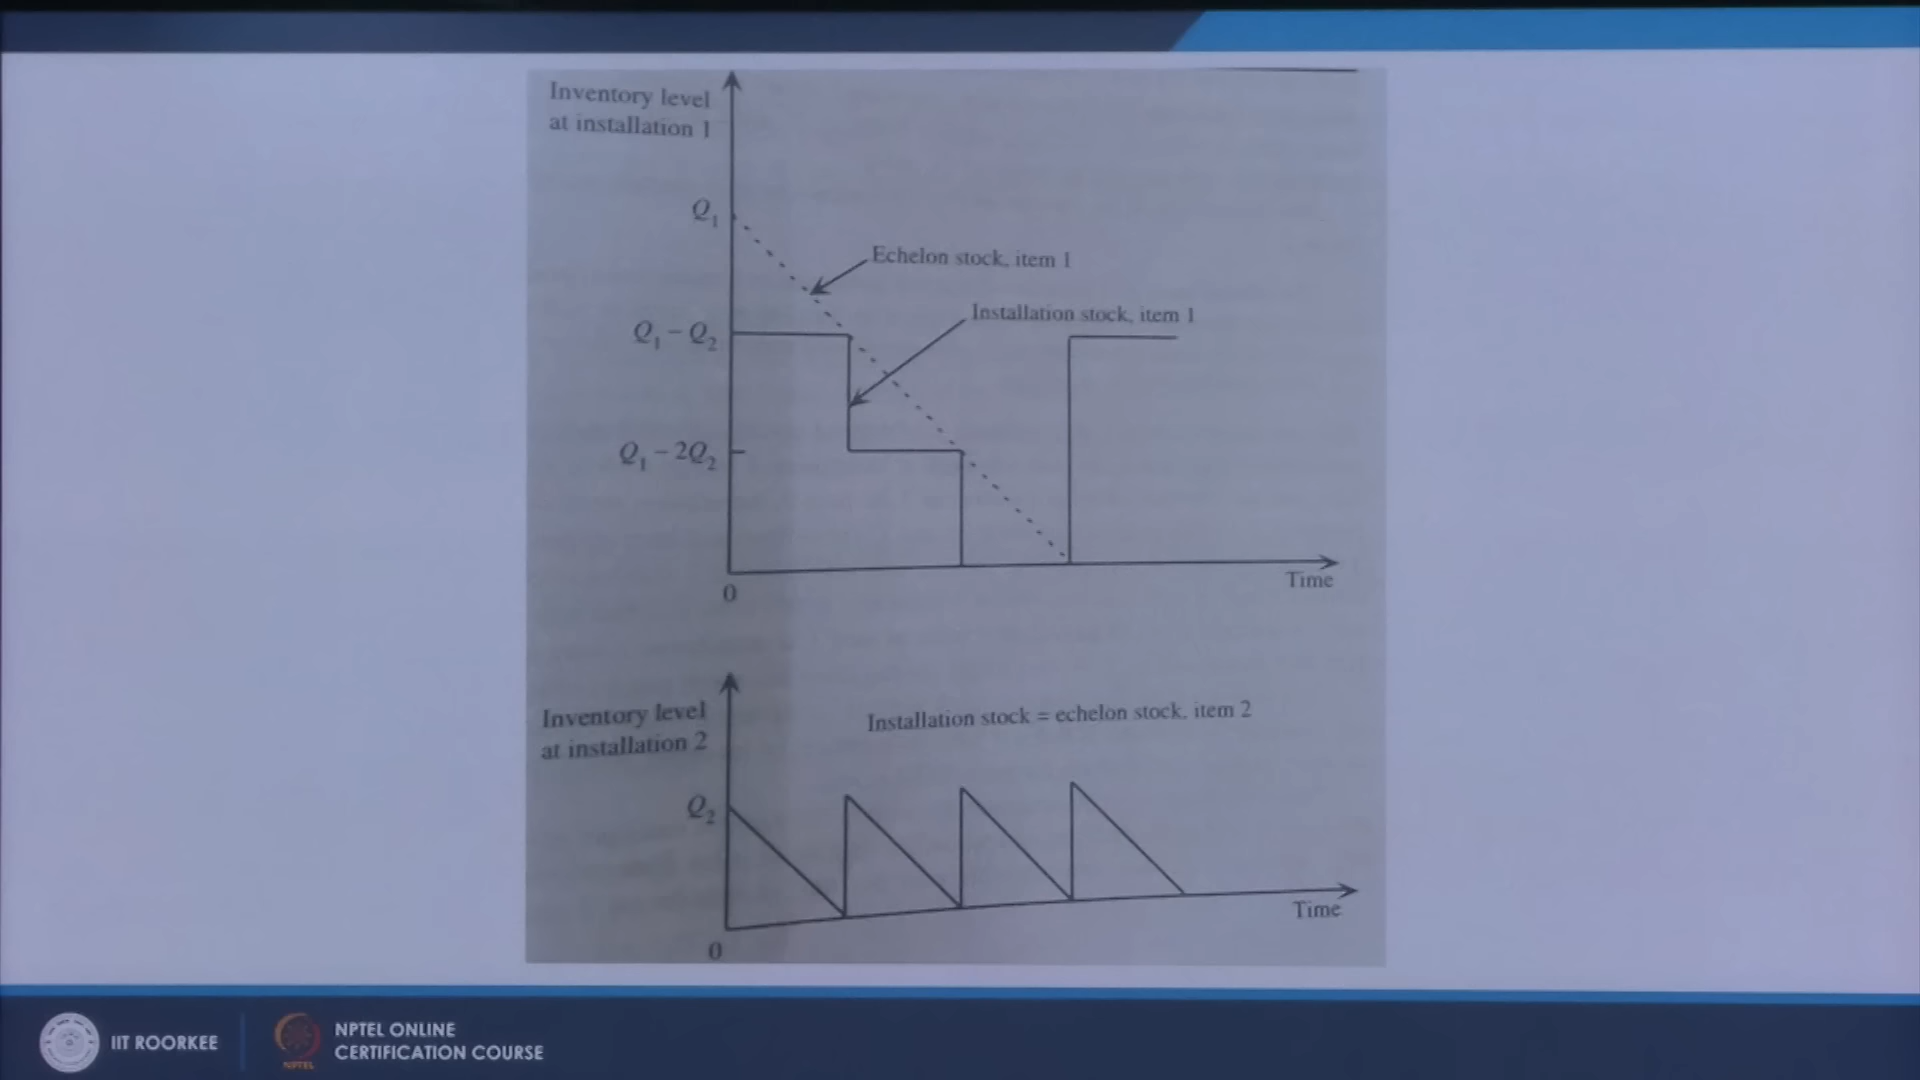 Inventory level
at installation 1
Q₁
Echelon stock, item 1
Installation stock, item 1
Q₁ – Q₂
Q₁ – 2Q₂
Time
0
Inventory level
at installation 2
Installation stock = echelon stock, item 2
Q₂
Time
0
IIT ROORKEE
NPTEL
NPTEL ONLINE
CERTIFICATION COURSE